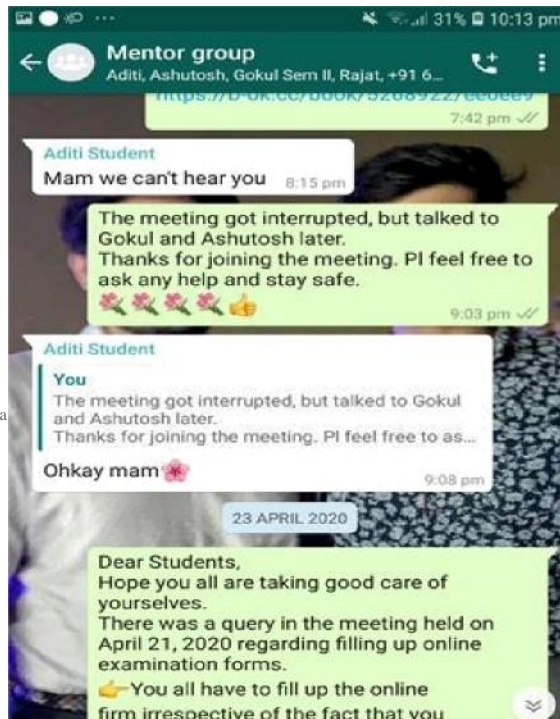 31% 10:13 pm
Mentor group
Aditi, Ashutosh, Gokul Sem II, Rajat, +91 6...
7:42 pm
Aditi Student
Mam we can't hear you 8:15 pm
The meeting got interrupted, but talked to
Gokul and Ashutosh later.
Thanks for joining the meeting. Pl feel free to
ask any help and stay safe.
💐💐💐💐👍
9:03 pm
Aditi Student
You
The meeting got interrupted, but talked to Gokul
and Ashutosh later.
Thanks for joining the meeting. Pl feel free to as...
Ohkay mam🌸
9:08 pm
a
23 APRIL 2020
Dear Students,
Hope you all are taking good care of
yourselves.
There was a query in the meeting held on
April 21, 2020 regarding filling up online
examination forms.
👉You all have to fill up the online
firm irrespective of the fact that you